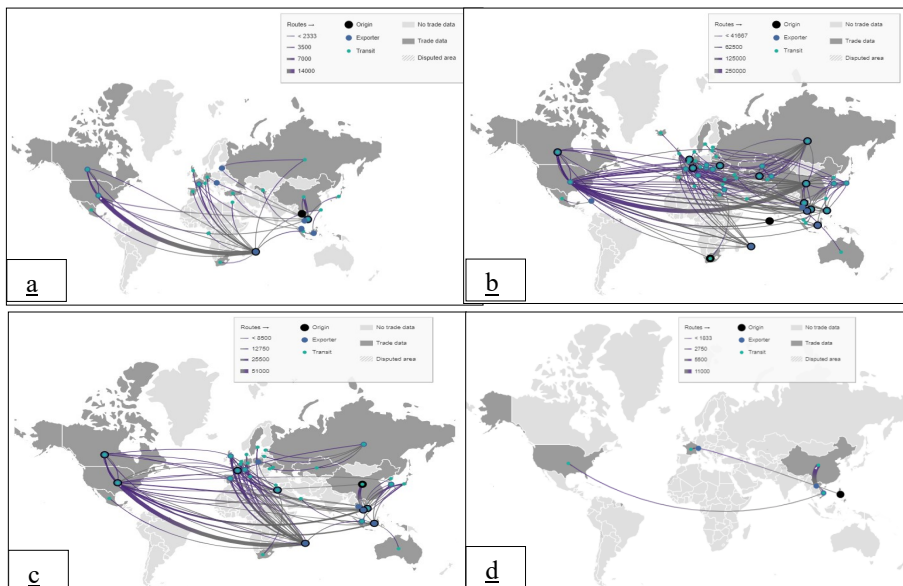 Routes →
Origin
No trade data
< 2333
3500
Exporter
Trade data
7000
Transit
14000
Disputed area
a
Routes →
Origin
No trade data
< 41667
62500
Exporter
Trade data
125000
Transit
250000
Disputed area
b
Routes →
Origin
No trade data
< 8500
12750
Exporter
Trade data
25500
Transit
51000
Disputed area
c
Routes →
Origin
No trade data
< 1833
2750
Exporter
Trade data
5500
Transit
11000
Disputed area
d